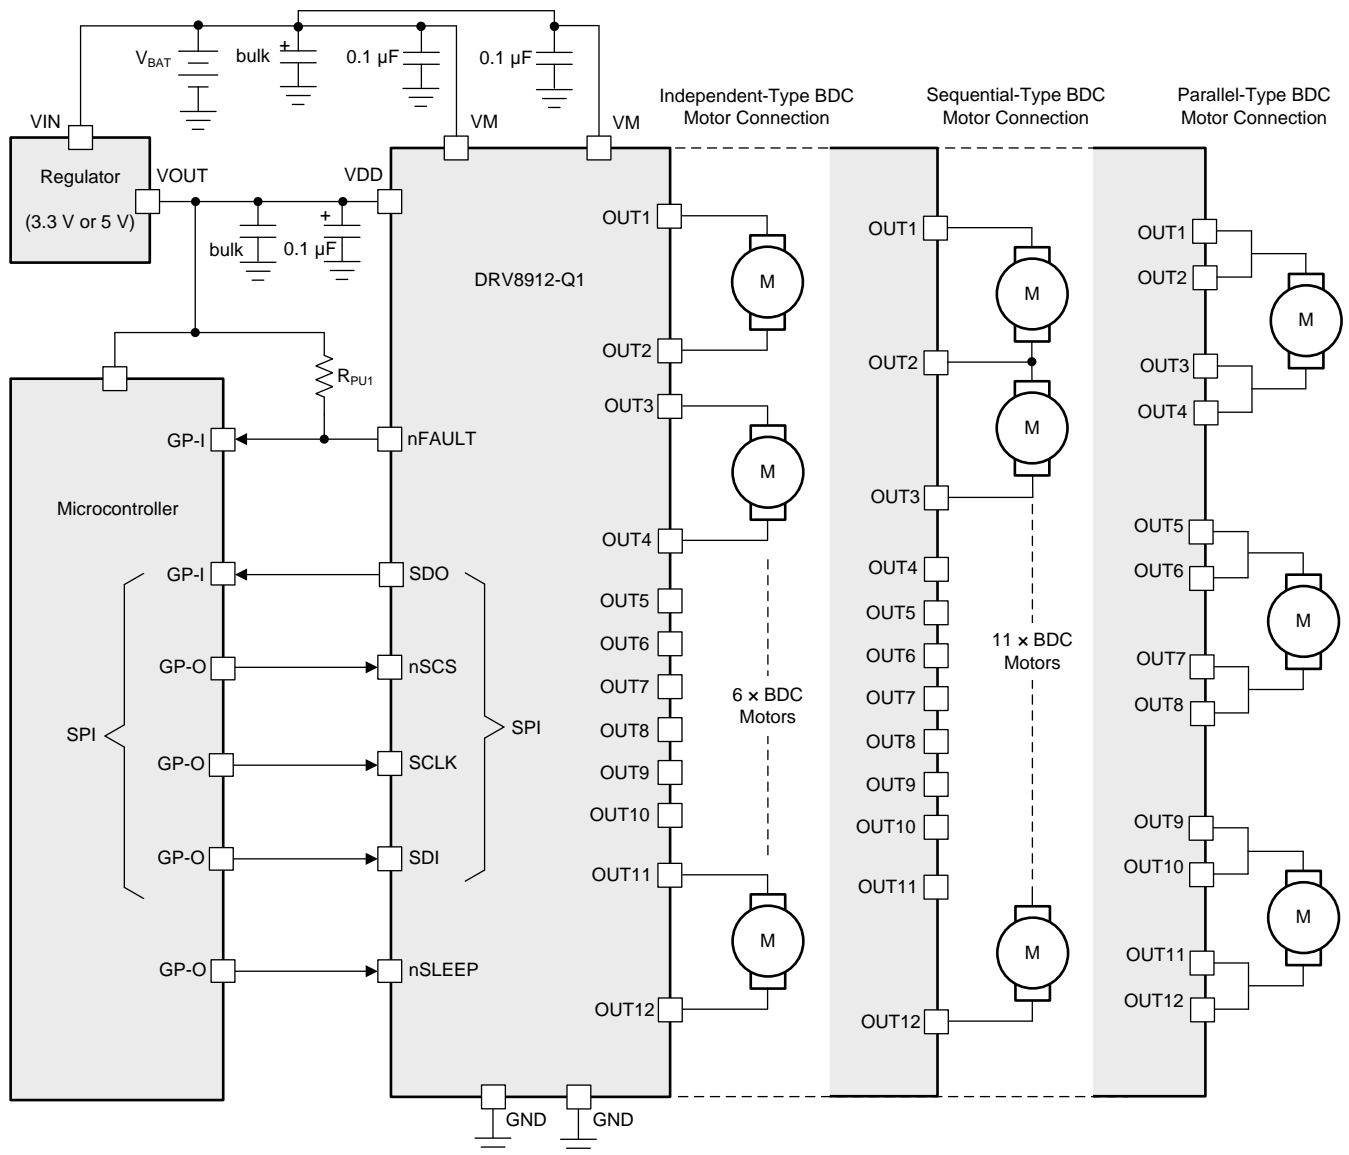 V_BAT
bulk
+
0.1 µF
0.1 µF
VIN
VM
VM
Regulator
(3.3 V or 5 V)
VOUT
bulk
0.1 µF
+
VDD
DRV8912-Q1
R_PU1
Microcontroller
GP-I
nFAULT
GP-I
SDO
GP-O
nSCS
SPI
SPI
GP-O
SCLK
GP-O
SDI
GP-O
nSLEEP
GND
GND
Independent-Type BDC
Motor Connection
OUT1
M
OUT2
OUT3
M
OUT4
OUT5
OUT6
OUT7
OUT8
OUT9
OUT10
6 × BDC
Motors
OUT11
M
OUT12
Sequential-Type BDC
Motor Connection
OUT1
M
OUT2
M
OUT3
OUT4
OUT5
OUT6
OUT7
OUT8
OUT9
OUT10
OUT11
11 × BDC
Motors
M
OUT12
Parallel-Type BDC
Motor Connection
OUT1
OUT2
M
OUT3
OUT4
OUT5
OUT6
M
OUT7
OUT8
OUT9
OUT10
M
OUT11
OUT12